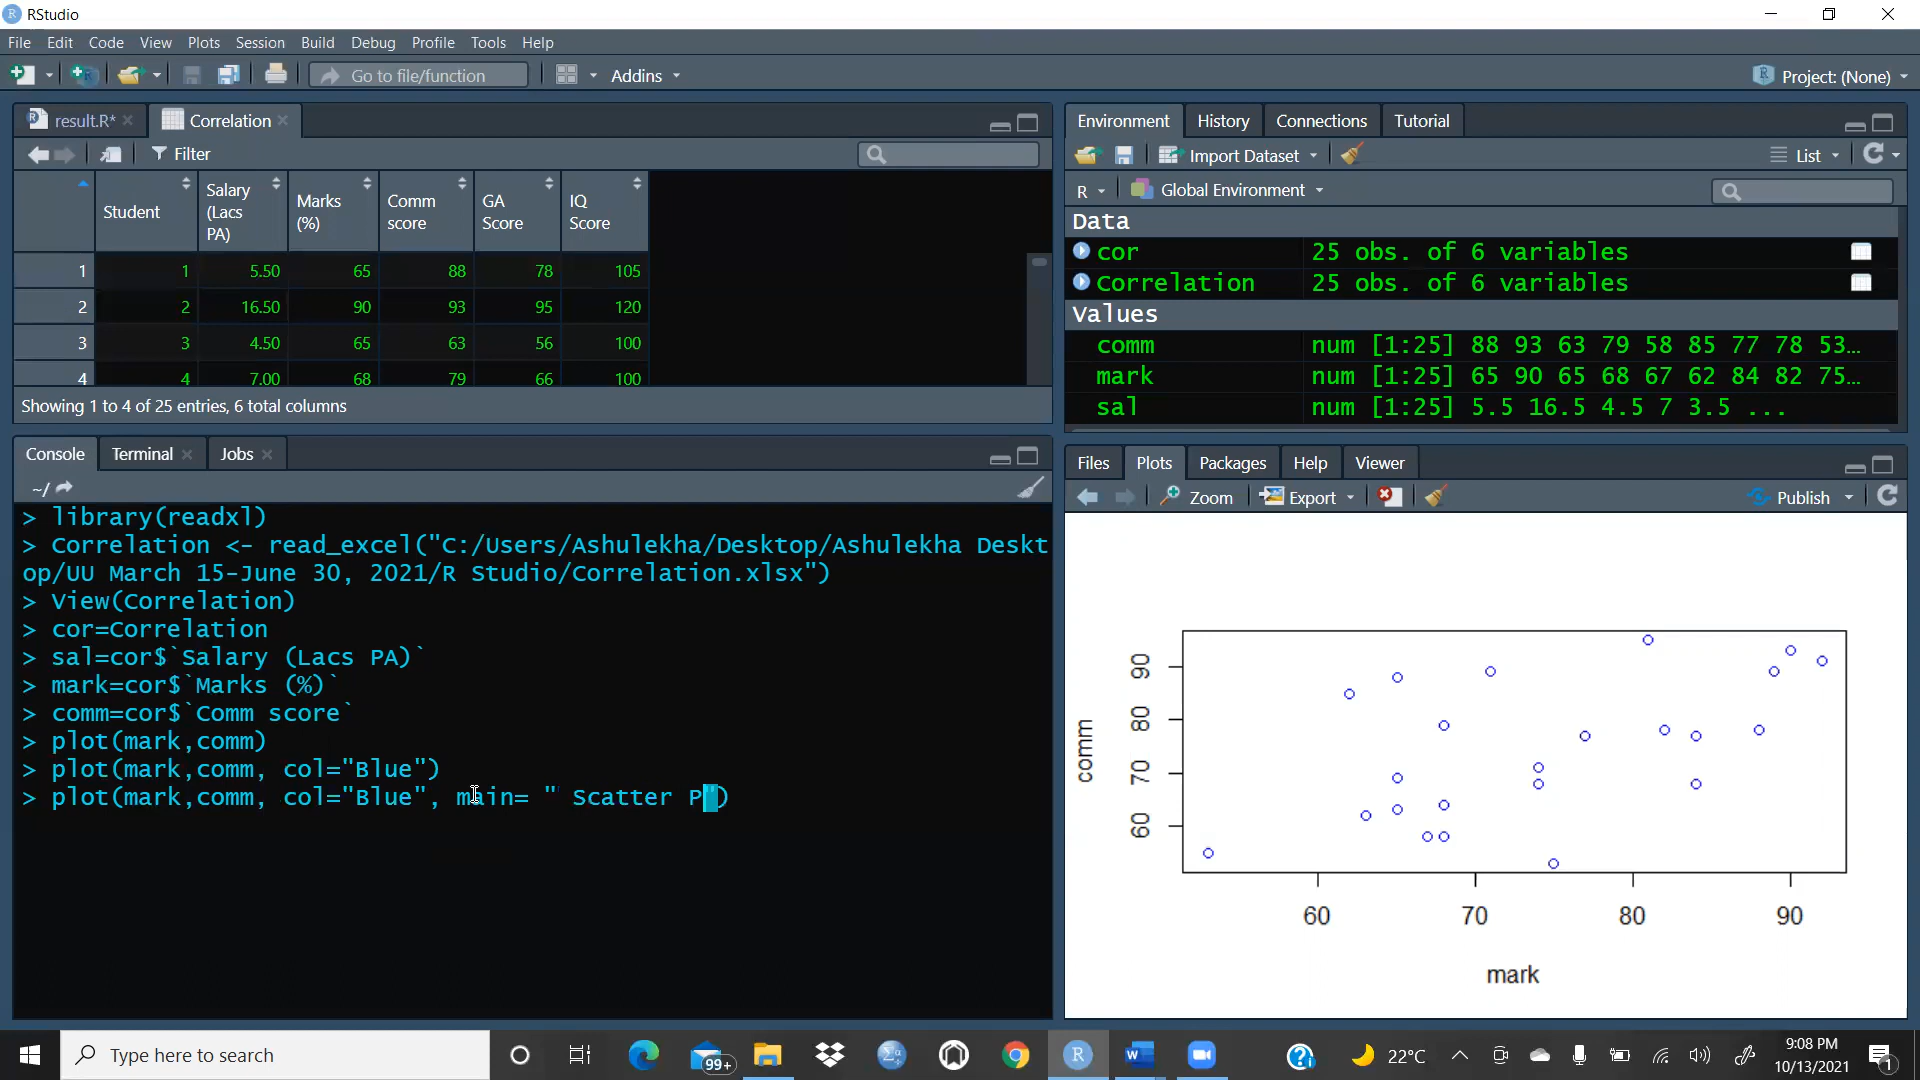 RStudio
File Edit Code View Plots Session Build Debug Profile Tools Help
Go to file/function Addins Project: (None)
result.R* Correlation
Filter
Student Salary (Lacs PA) Marks (%) Comm score GA Score IQ Score
1 1 5.50 65 88 78 105
2 2 16.50 90 93 95 120
3 3 4.50 65 63 56 100
4 4 7.00 68 79 66 100
Showing 1 to 4 of 25 entries, 6 total columns
Console Terminal Jobs
~/
> library(readxl)
> Correlation <- read_excel("C:/Users/Ashulekha/Desktop/Ashulekha Deskt
op/UU March 15-June 30, 2021/R Studio/Correlation.xlsx")
> View(Correlation)
> cor=Correlation
> sal=cor$`Salary (Lacs PA)`
> mark=cor$`Marks (%)`
> comm=cor$`Comm score`
> plot(mark,comm)
> plot(mark,comm, col="Blue")
> plot(mark,comm, col="Blue", main= " Scatter P")
Environment History Connections Tutorial
Import Dataset List
R Global Environment
Data
cor 25 obs. of 6 variables
Correlation 25 obs. of 6 variables
Values
comm num [1:25] 88 93 63 79 58 85 77 78 53…
mark num [1:25] 65 90 65 68 67 62 84 82 75…
sal num [1:25] 5.5 16.5 4.5 7 3.5 ...
Files Plots Packages Help Viewer
Zoom Export Publish
comm
90
80
70
60
60 70 80 90
mark
Type here to search
99+
22°C
9:08 PM
10/13/2021
1